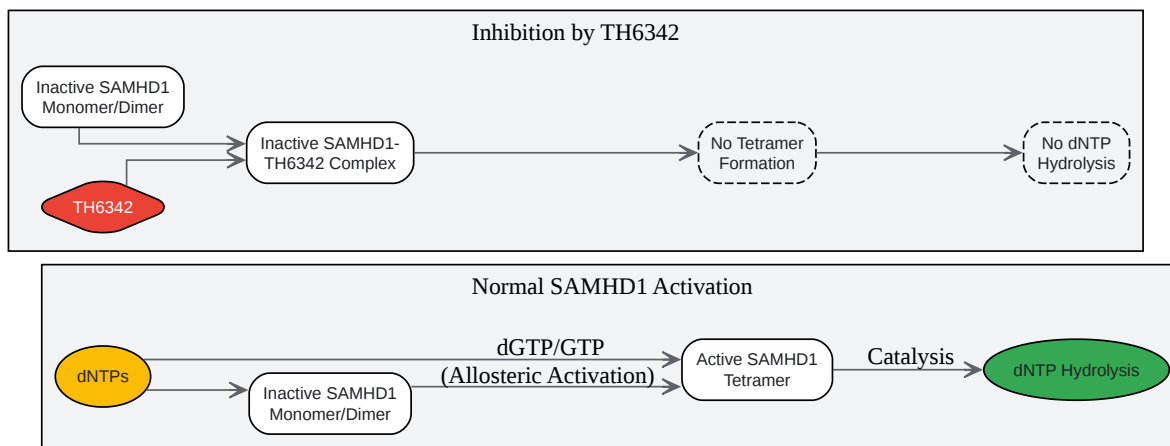 Inhibition by TH6342
Inactive SAMHD1
Monomer/Dimer
TH6342
Inactive SAMHD1-
TH6342 Complex
No Tetramer
Formation
No dNTP
Hydrolysis
Normal SAMHD1 Activation
dNTPs
Inactive SAMHD1
Monomer/Dimer
dGTP/GTP
(Allosteric Activation)
Active SAMHD1
Tetramer
Catalysis
dNTP Hydrolysis